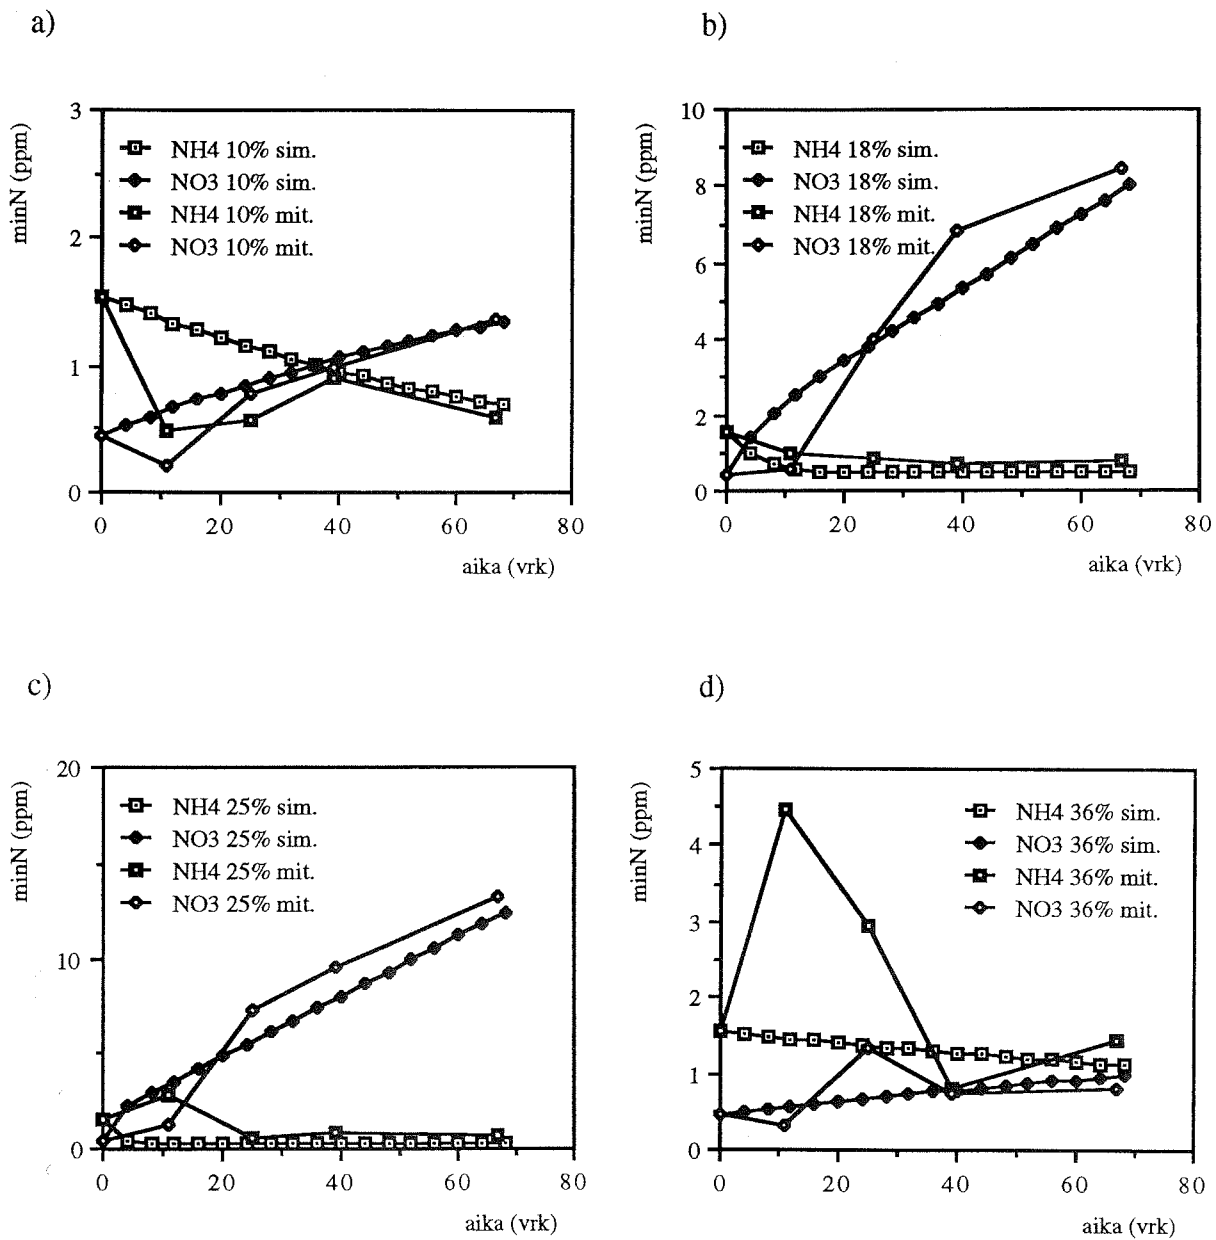 a)
minN (ppm)
3
2
1
0
NH4 10% sim.
NO3 10% sim.
NH4 10% mit.
NO3 10% mit.
0 20 40 60 80
aika (vrk)
b)
minN (ppm)
10
8
6
4
2
0
NH4 18% sim.
NO3 18% sim.
NH4 18% mit.
NO3 18% mit.
0 20 40 60 80
aika (vrk)
c)
minN (ppm)
20
10
0
NH4 25% sim.
NO3 25% sim.
NH4 25% mit.
NO3 25% mit.
0 20 40 60 80
aika (vrk)
d)
minN (ppm)
5
4
3
2
1
0
NH4 36% sim.
NO3 36% sim.
NH4 36% mit.
NO3 36% mit.
0 20 40 60 80
aika (vrk)